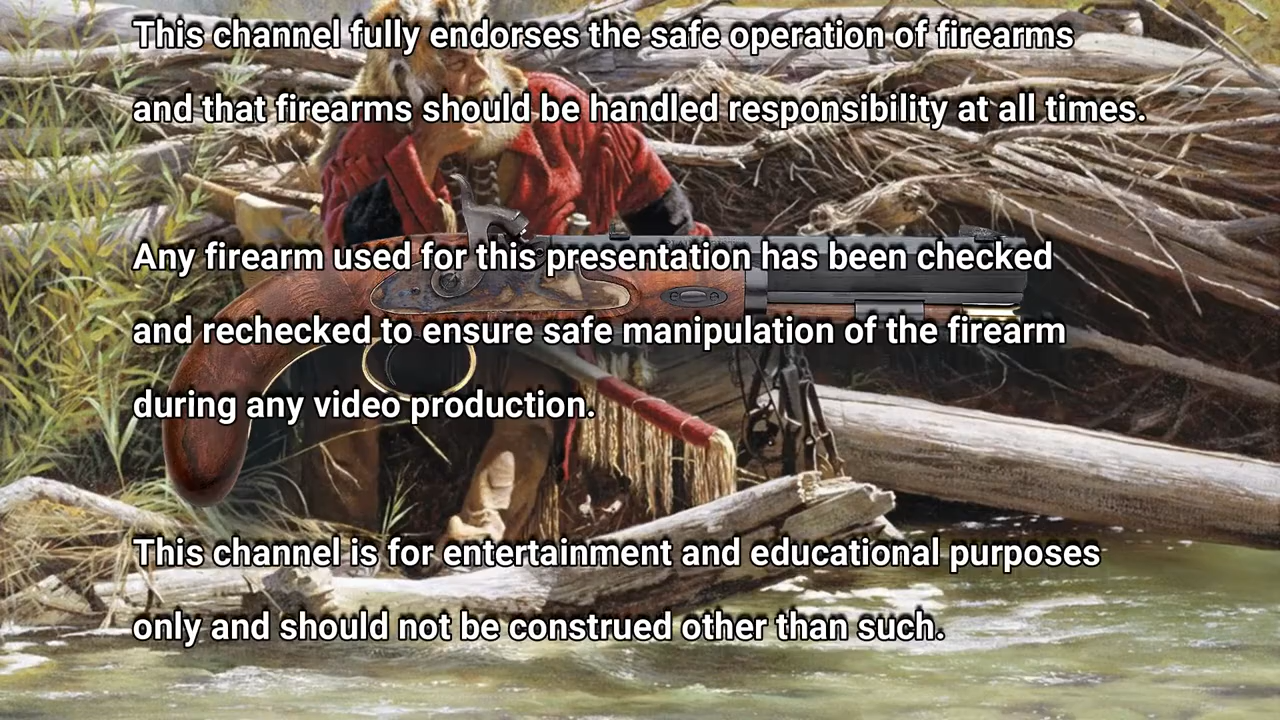 This channel fully endorses the safe operation of firearms
and that firearms should be handled responsibility at all times.
Any firearm used for this presentation has been checked
and rechecked to ensure safe manipulation of the firearm
during any video production.
This channel is for entertainment and educational purposes
only and should not be construed other than such.